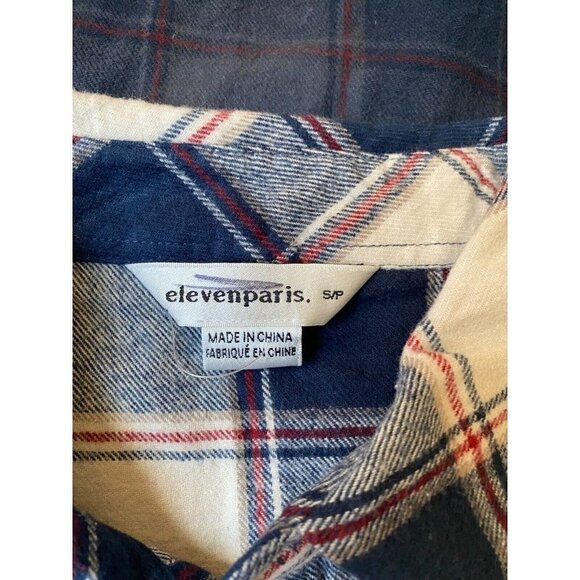 elevenparis. S/P
MADE IN CHINA
FABRIQUÉ EN CHINE